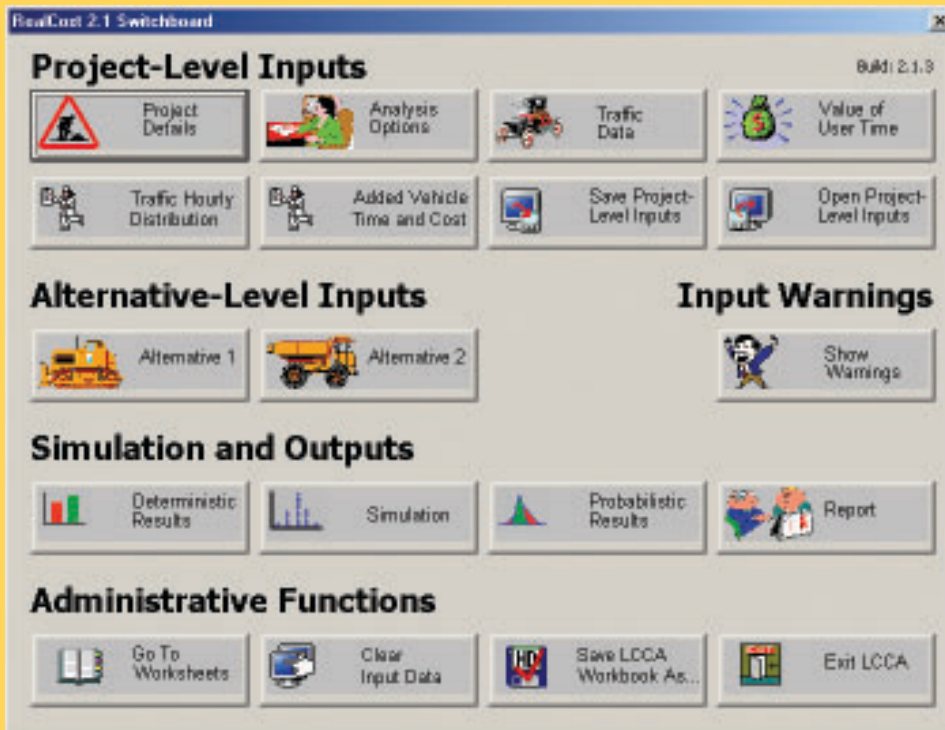 RealCost 2.1 Switchboard
Project-Level Inputs
Build: 2.1.3
Project
Details
Analysis
Options
Traffic
Data
Value of
User Time
Traffic Hourly
Distribution
Added Vehicle
Time and Cost
Save Project-
Level Inputs
Open Project-
Level Inputs
Alternative-Level Inputs
Input Warnings
Alternative 1
Alternative 2
Show
Warnings
Simulation and Outputs
Deterministic
Results
Simulation
Probabilistic
Results
Report
Administrative Functions
Go To
Worksheets
Clear
Input Data
HD
Save LCCA
Workbook As...
Exit LCCA